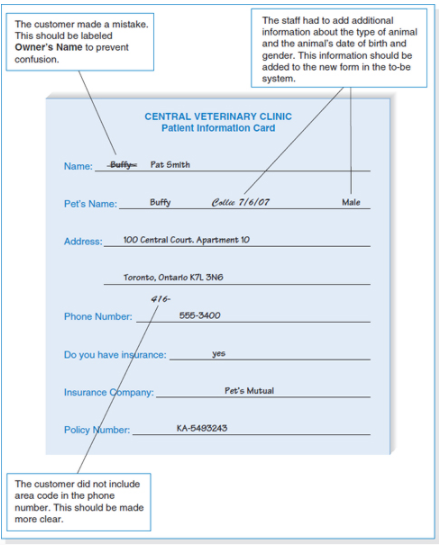 The customer made a mistake.
This should be labeled
Owner's Name to prevent
confusion.
The staff had to add additional
information about the type of animal
and the animal's date of birth and
gender. This information should be
added to the new form in the to-be
system.
CENTRAL VETERINARY CLINIC
Patient Information Card
Name: Buffy Pat Smith
Pet's Name: Buffy Collie 7/6/07 Male
Address: 100 Central Court. Apartment 10
Toronto, Ontario K7L 3N6
416-
Phone Number: 555-3400
Do you have insurance: yes
Insurance Company: Pet's Mutual
Policy Number: KA-5493243
The customer did not include
area code in the phone
number. This should be made
more clear.